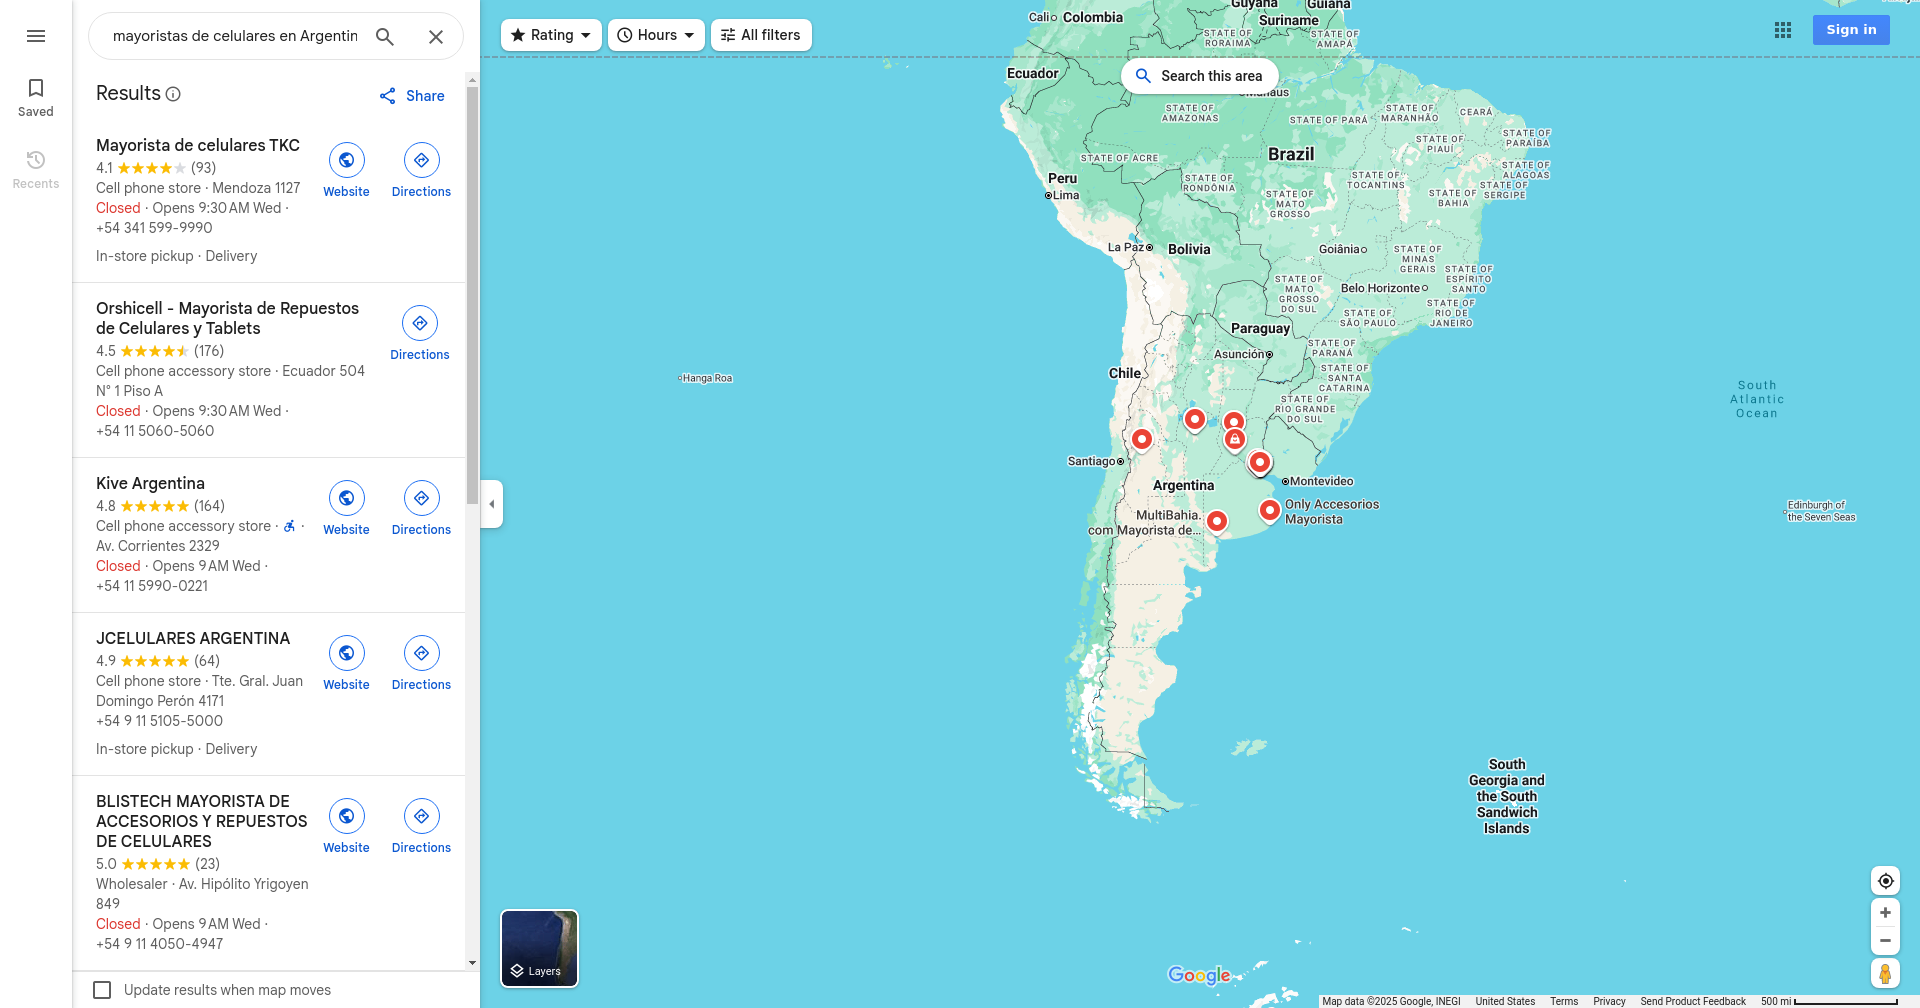 mayoristas de celulares en Argentin
Saved
Recents
Results
Share
Mayorista de celulares TKC
4.1 (93)
Cell phone store · Mendoza 1127
Closed · Opens 9:30 AM Wed ·
+54 341 599-9990
In-store pickup · Delivery
Website
Directions
Orshicell - Mayorista de Repuestos
de Celulares y Tablets
4.5 (176)
Cell phone accessory store · Ecuador 504
N° 1 Piso A
Closed · Opens 9:30 AM Wed ·
+54 11 5060-5060
Directions
Kive Argentina
4.8 (164)
Cell phone accessory store · ·
Av. Corrientes 2329
Closed · Opens 9 AM Wed ·
+54 11 5990-0221
Website
Directions
JCELULARES ARGENTINA
4.9 (64)
Cell phone store · Tte. Gral. Juan
Domingo Perón 4171
+54 9 11 5105-5000
In-store pickup · Delivery
Website
Directions
BLISTECH MAYORISTA DE
ACCESORIOS Y REPUESTOS
DE CELULARES
5.0 (23)
Wholesaler · Av. Hipólito Yrigoyen
849
Closed · Opens 9 AM Wed ·
+54 9 11 4050-4947
Website
Directions
Update results when map moves
Rating
Hours
All filters
Search this area
Sign in
Cali
Colombia
Guyana
Suriname
Guiana
STATE OF
RORAIMA
STATE OF
AMAPÁ
Ecuador
Manaus
STATE OF
AMAZONAS
STATE OF PARÁ
STATE OF
MARANHÃO
CEARÁ
STATE OF
PARAÍBA
STATE OF
PIAUÍ
STATE OF ACRE
Brazil
STATE OF
ALAGOAS
Peru
Lima
STATE OF
RONDÔNIA
STATE OF
TOCANTINS
STATE OF
SERGIPE
STATE OF
BAHIA
STATE OF
MATO
GROSSO
La Paz
Bolivia
Goiânia
STATE OF
MINAS
GERAIS
STATE OF
ESPÍRITO
SANTO
STATE OF
MATO
GROSSO
DO SUL
Belo Horizonte
STATE OF
RIO DE
JANEIRO
STATE OF
SÃO PAULO
Paraguay
Asunción
STATE OF
PARANÁ
Hanga Roa
Chile
STATE OF
SANTA
CATARINA
STATE OF
RIO GRANDE
DO SUL
South
Atlantic
Ocean
Santiago
Argentina
Montevideo
Only Accesorios
Mayorista
MultiBahia.
com Mayorista de...
Edinburgh of
the Seven Seas
South
Georgia and
the South
Sandwich
Islands
Layers
Google
Map data ©2025 Google, INEGI
United States
Terms
Privacy
Send Product Feedback
500 mi